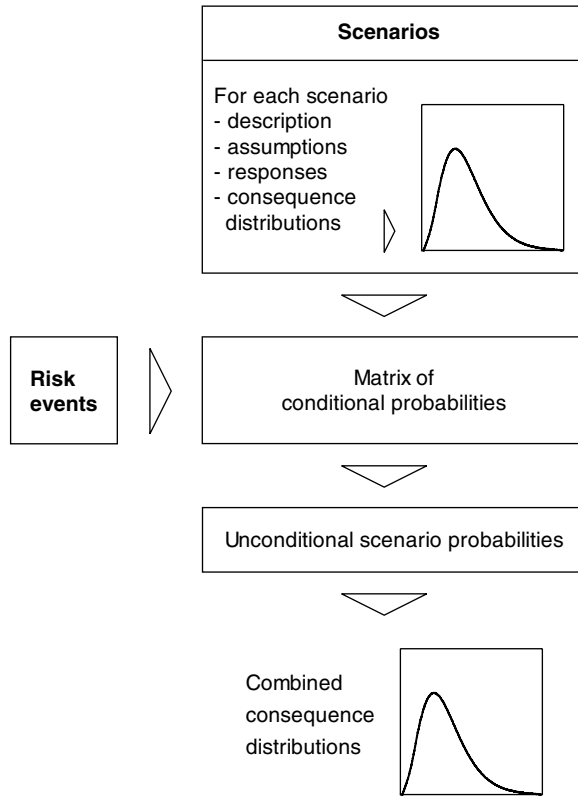 Scenarios
For each scenario
- description
- assumptions
- responses
- consequence
distributions
Risk
events
Matrix of
conditional probabilities
Unconditional scenario probabilities
Combined
consequence
distributions